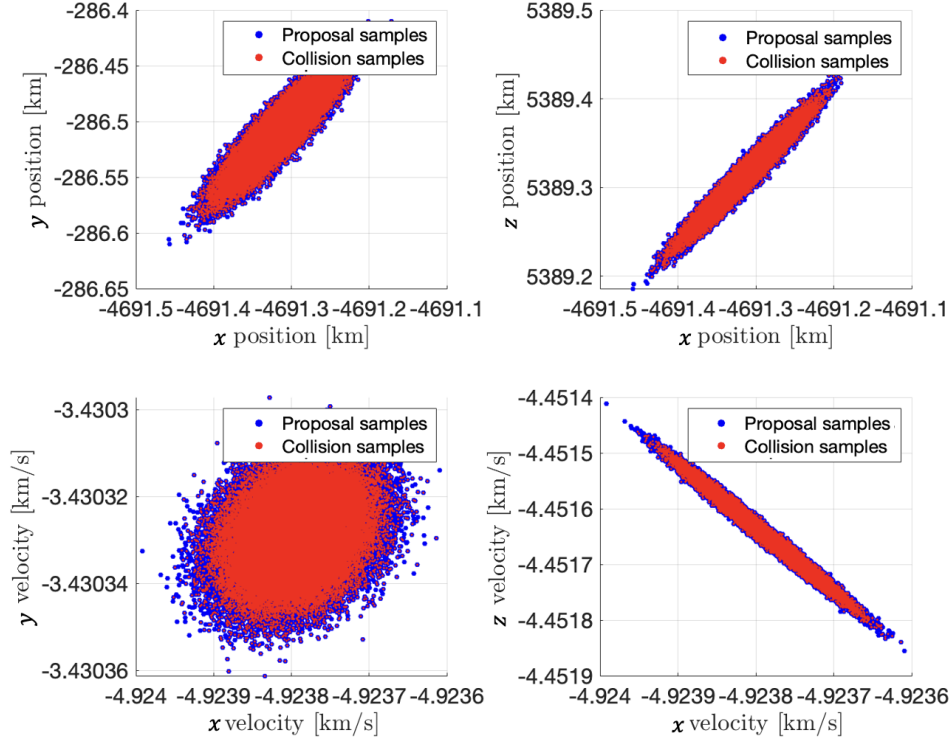 -286.4
-286.45
-286.5
-286.55
-286.6
-286.65
y position [km]
Proposal samples
Collision samples
-4691.5 -4691.4 -4691.3 -4691.2 -4691.1
x position [km]
5389.5
5389.4
5389.3
5389.2
z position [km]
Proposal samples
Collision samples
-4691.5 -4691.4 -4691.3 -4691.2 -4691.1
x position [km]
-3.4303
-3.43032
-3.43034
-3.43036
y velocity [km/s]
Proposal samples
Collision samples
-4.924 -4.9239 -4.9238 -4.9237 -4.9236
x velocity [km/s]
-4.4514
-4.4515
-4.4516
-4.4517
-4.4518
-4.4519
z velocity [km/s]
Proposal samples
Collision samples
-4.924 -4.9239 -4.9238 -4.9237 -4.9236
x velocity [km/s]